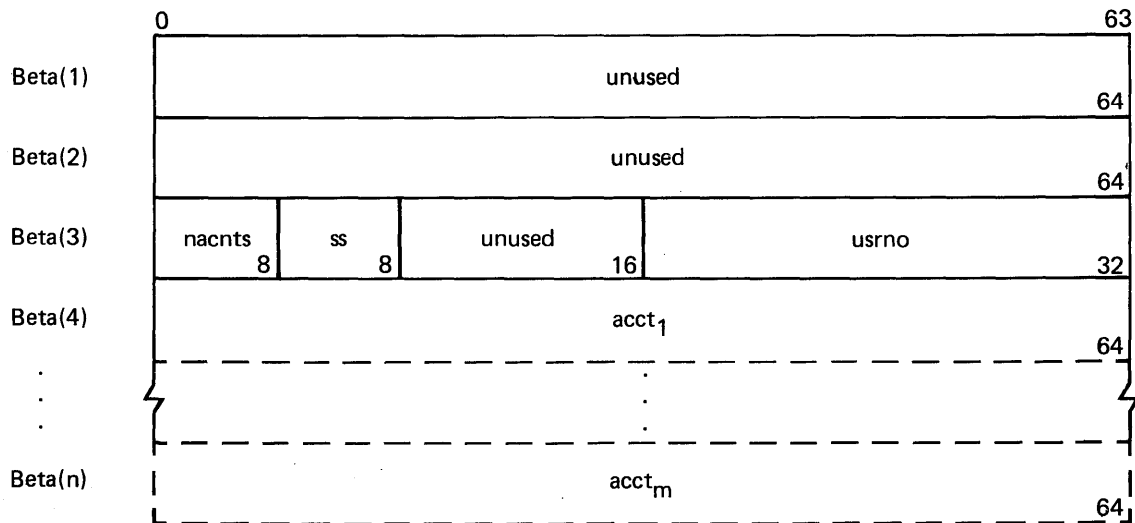 0 63
Beta(1) unused 64
Beta(2) unused 64
Beta(3) nacnts 8 ss 8 unused 16 usrno 32
Beta(4) acct1 64
Beta(n) acctm 64